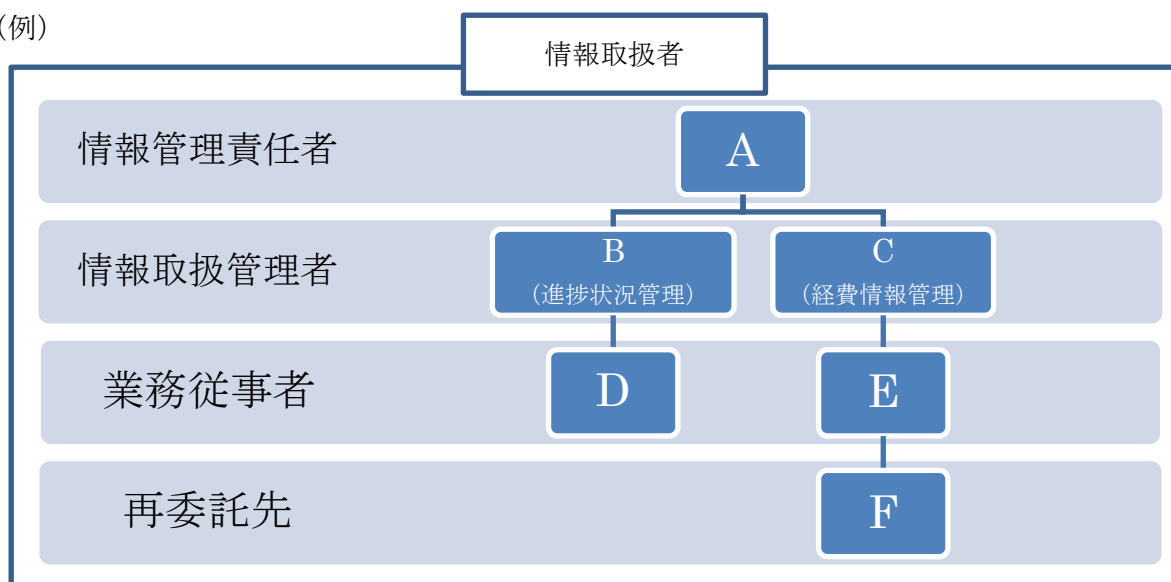 (例)
情報取扱者
情報管理責任者
A
情報取扱管理者
B
(進捗状況管理)
C
(経費情報管理)
業務従事者
D
E
再委託先
F